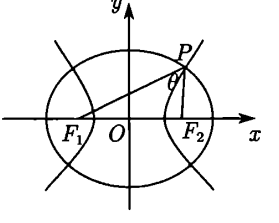 y
P
θ
F₁ O F₂ x